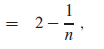 = 2 − 1/n ,